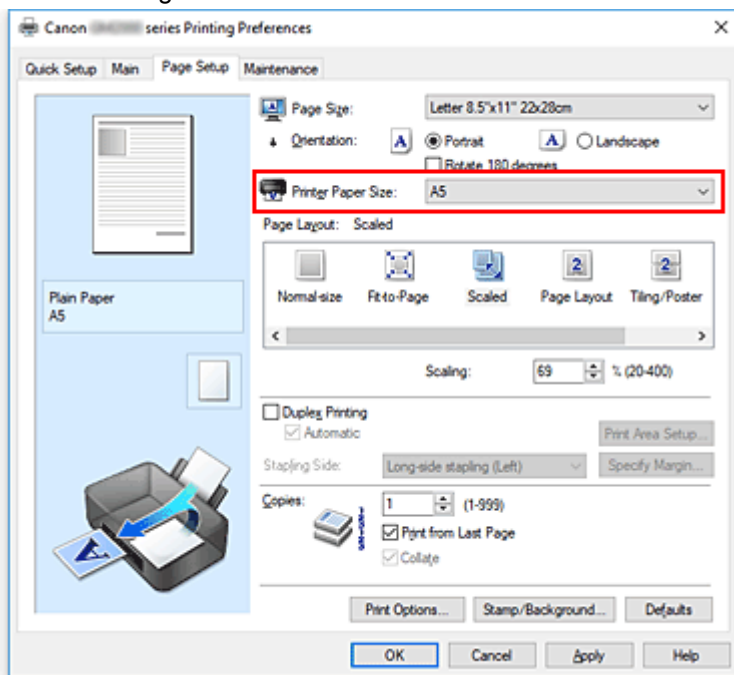 Canon series Printing Preferences
Quick Setup Main Page Setup Maintenance
Page Size: Letter 8.5"x11" 22x28cm
Orientation: A Portrait A Landscape
Rotate 180 degrees
Printer Paper Size: A5
Page Layout: Scaled
2 2
Normal-size Fit-to-Page Scaled Page Layout Tiling/Poster
Plain Paper
A5
Scaling: 69 % (20-400)
Duplex Printing
Automatic
Print Area Setup...
Stapling Side: Long-side stapling (Left) Specify Margin...
Copies: 1 (1-999)
Print from Last Page
Collate
A
Print Options... Stamp/Background... Defaults
OK Cancel Apply Help